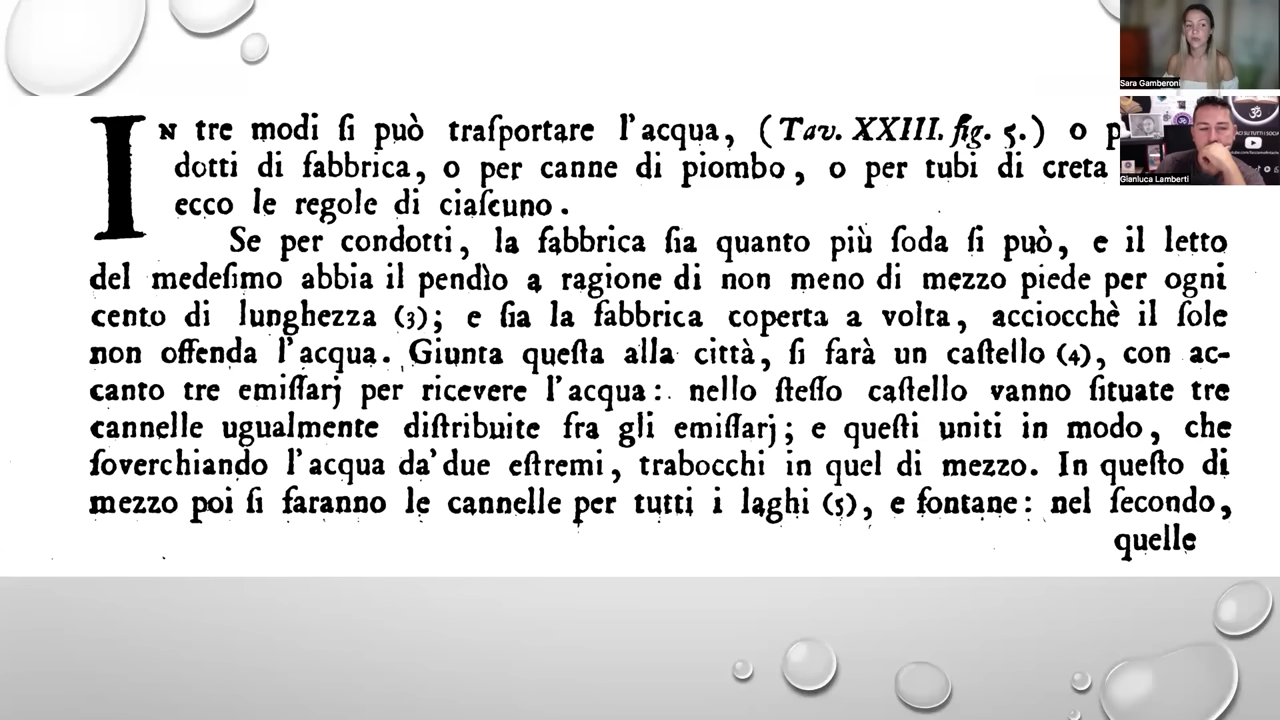 Sara Gamberoni
IN tre modi ſi può traſportare l'acqua, (Tav. XXIII. fig. 5.) o p
dotti di fabbrica, o per canne di piombo, o per tubi di creta
Gianluca Lamberti
ecco le regole di ciaſcuno.
Se per condotti, la fabbrica ſia quanto più ſoda ſi può, e il letto
del medeſimo abbia il pendìo a ragione di non meno di mezzo piede per ogni
cento di lunghezza (3); e ſia la fabbrica coperta a volta, acciocchè il ſole
non offenda l'acqua. Giunta queſta alla città, ſi farà un caſtello (4), con ac-
canto tre emiſſarj per ricevere l'acqua: nello ſteſſo caſtello vanno ſituate tre
cannelle ugualmente diſtribuite fra gli emiſſarj; e queſti uniti in modo, che
ſoverchiando l'acqua da' due eſtremi, trabocchi in quel di mezzo. In queſto di
mezzo poi ſi faranno le cannelle per tutti i laghi (5), e fontane: nel ſecondo,
quelle